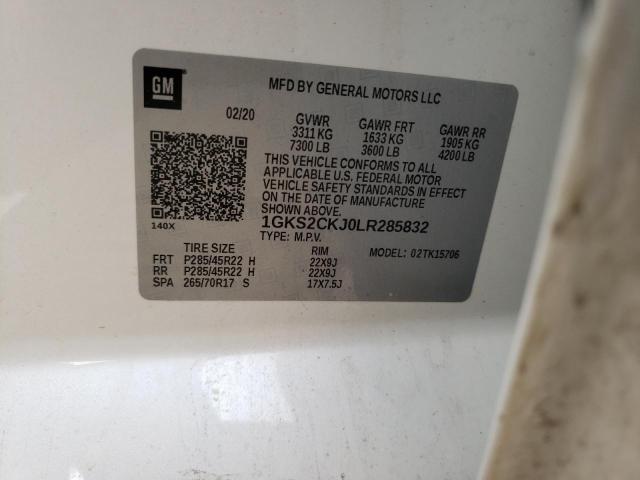 GM
MFD BY GENERAL MOTORS LLC
02/20 GVWR GAWR FRT GAWR RR
3311 KG 1633 KG 1905 KG
7300 LB 3600 LB 4200 LB
THIS VEHICLE CONFORMS TO ALL
APPLICABLE U.S. FEDERAL MOTOR
VEHICLE SAFETY STANDARDS IN EFFECT
ON THE DATE OF MANUFACTURE
SHOWN ABOVE.
140X 1GKS2CKJ0LR285832
TYPE: M.P.V. MODEL: 02TK15706
TIRE SIZE RIM
FRT P285/45R22 H 22X9J
RR P285/45R22 H 22X9J
SPA 265/70R17 S 17X7.5J